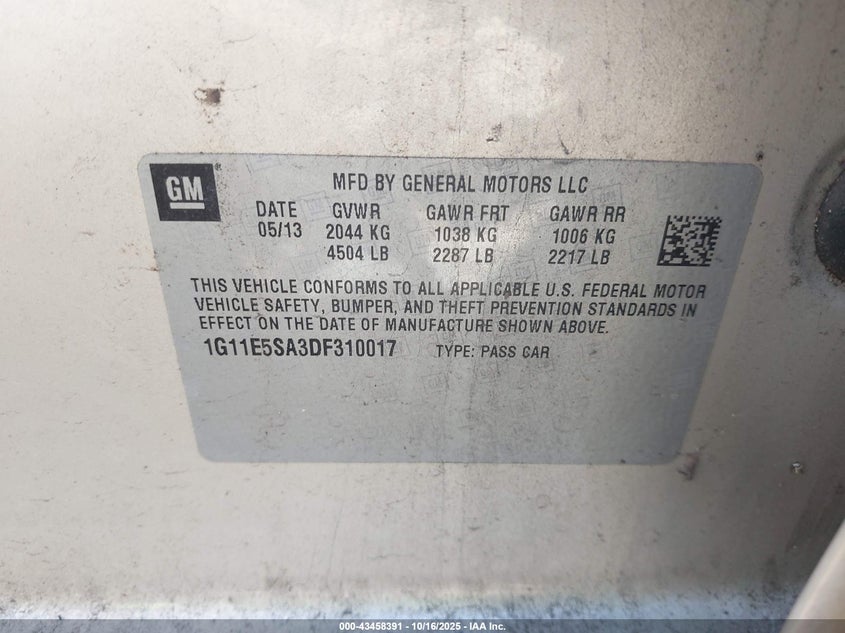 GM
MFD BY GENERAL MOTORS LLC
DATE GVWR GAWR FRT GAWR RR
05/13 2044 KG 1038 KG 1006 KG
4504 LB 2287 LB 2217 LB
THIS VEHICLE CONFORMS TO ALL APPLICABLE U.S. FEDERAL MOTOR
VEHICLE SAFETY, BUMPER, AND THEFT PREVENTION STANDARDS IN
EFFECT ON THE DATE OF MANUFACTURE SHOWN ABOVE.
1G11E5SA3DF310017 TYPE: PASS CAR
000-43458391 - 10/16/2025 - IAA Inc.